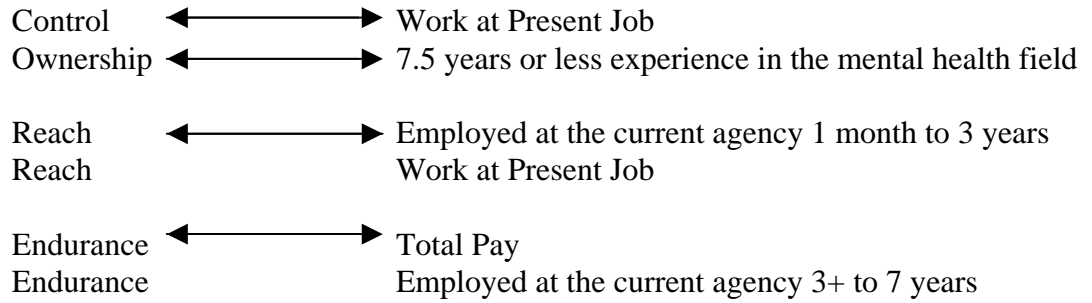 Control Work at Present Job
Ownership 7.5 years or less experience in the mental health field
Reach Employed at the current agency 1 month to 3 years
Reach Work at Present Job
Endurance Total Pay
Endurance Employed at the current agency 3+ to 7 years